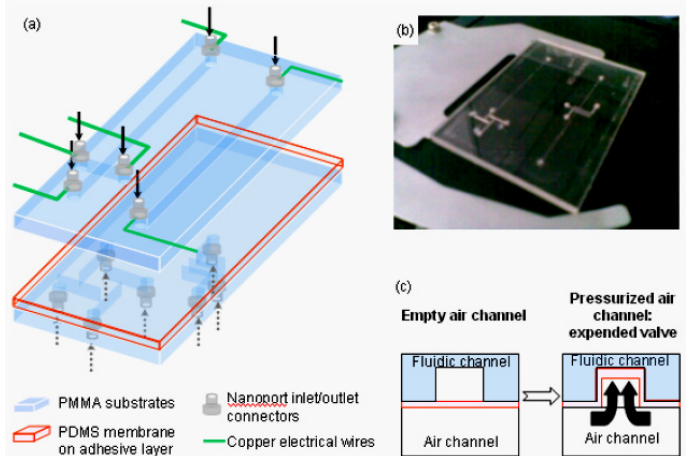 (a)
(b)
(c)
Empty air channel
Pressurized air
channel:
expended valve
Fluidic channel
Fluidic channel
Air channel
Air channel
PMMA substrates
Nanoport inlet/outlet
connectors
PDMS membrane
on adhesive layer
Copper electrical wires